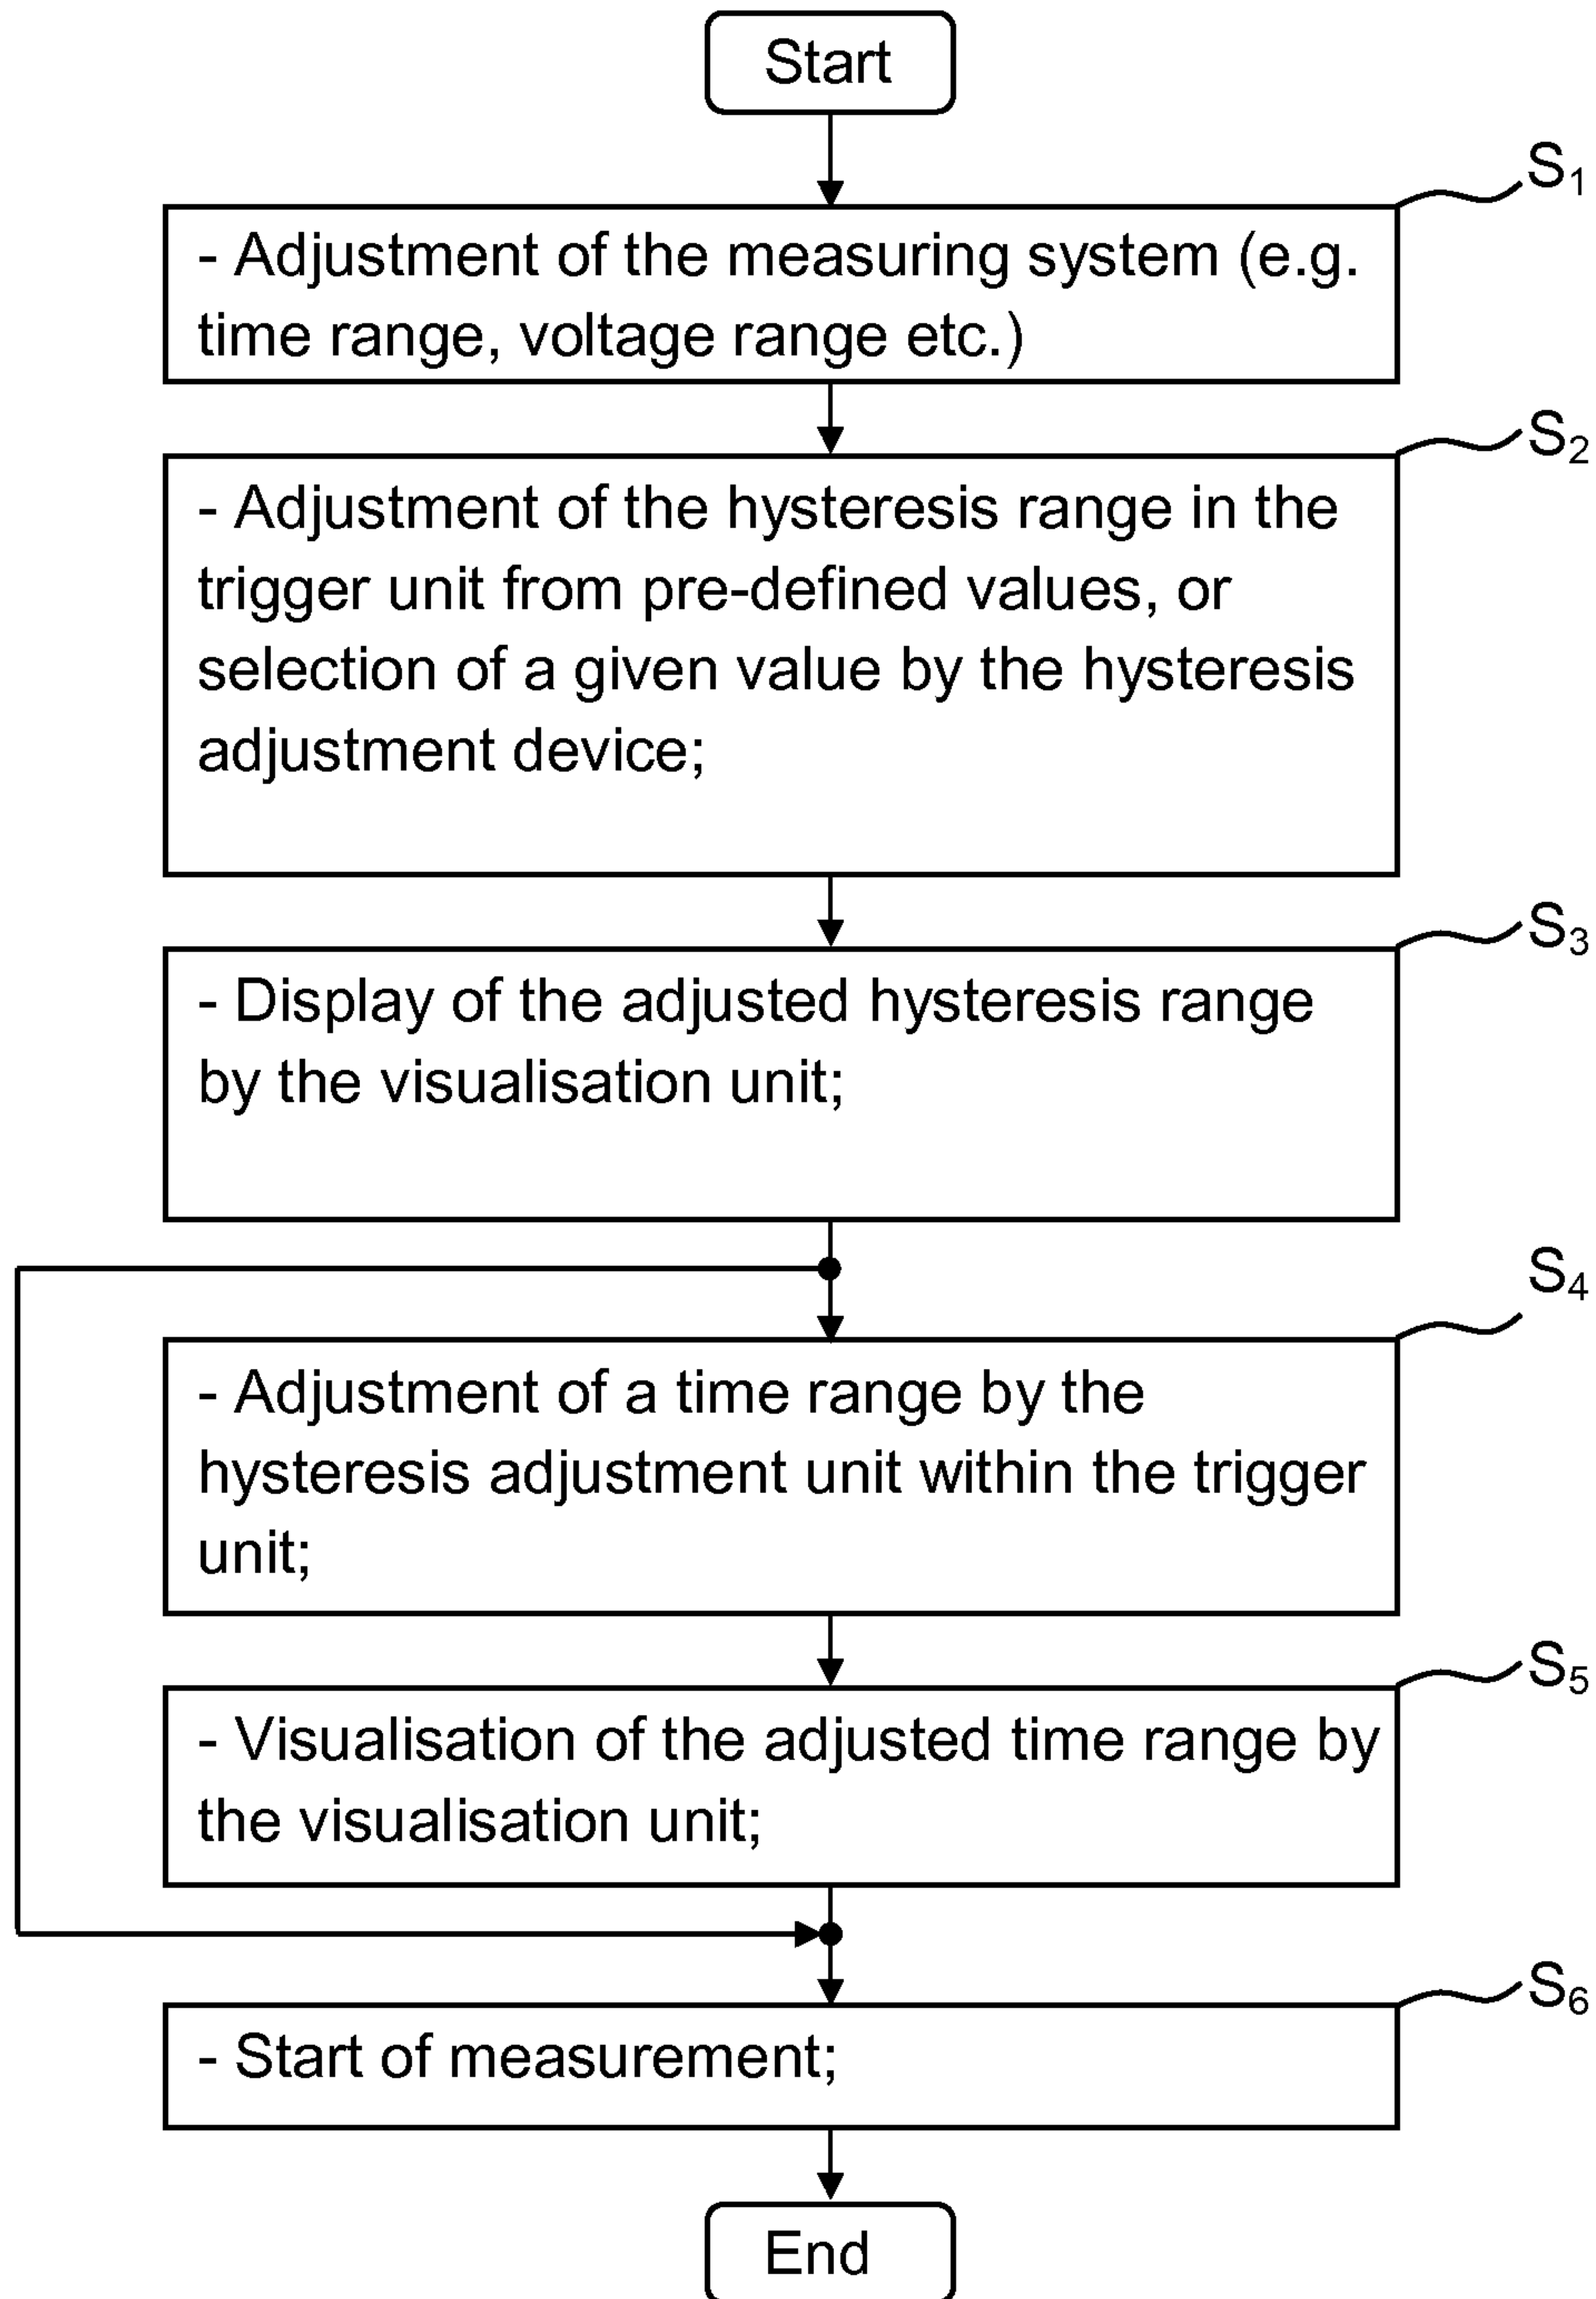 Start
S1
- Adjustment of the measuring system (e.g.
time range, voltage range etc.)
S2
- Adjustment of the hysteresis range in the
trigger unit from pre-defined values, or
selection of a given value by the hysteresis
adjustment device;
S3
- Display of the adjusted hysteresis range
by the visualisation unit;
S4
- Adjustment of a time range by the
hysteresis adjustment unit within the trigger
unit;
S5
- Visualisation of the adjusted time range by
the visualisation unit;
S6
- Start of measurement;
End